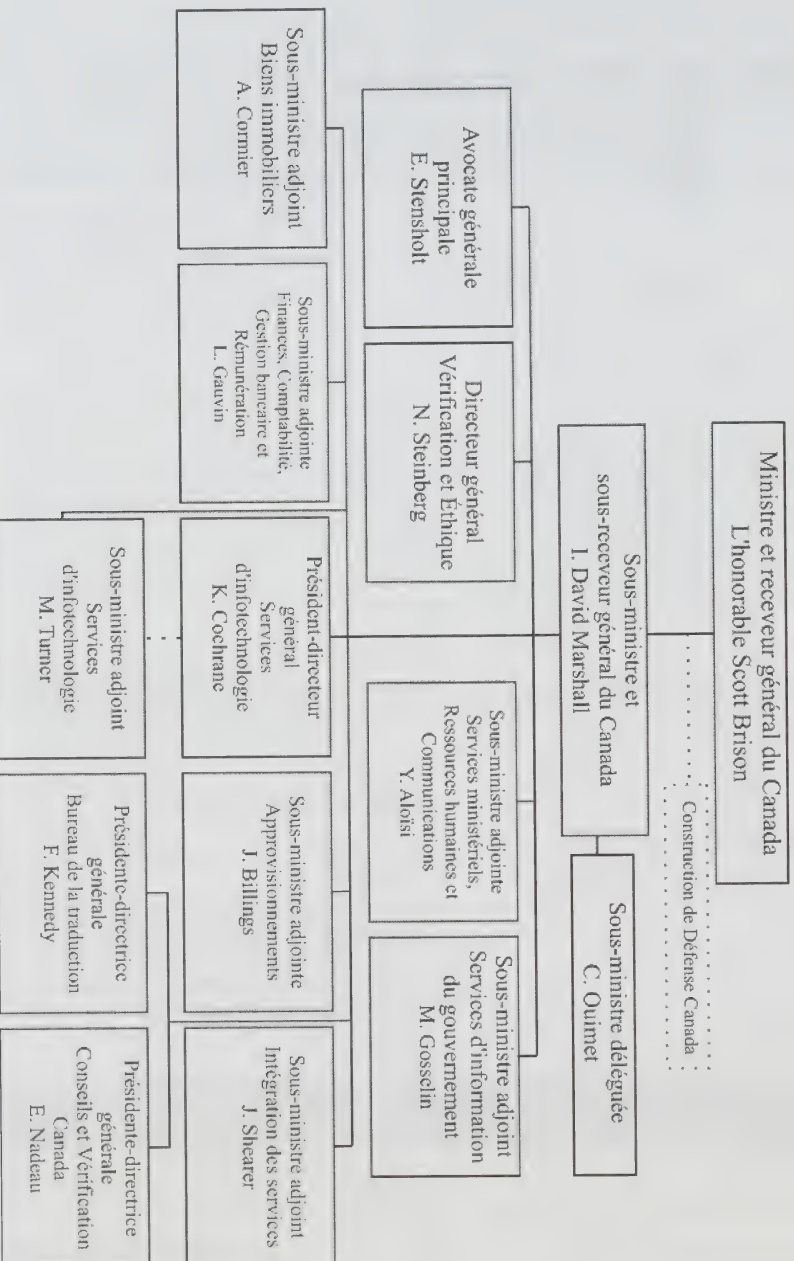 Ministre et receveur général du Canada
L'honorable Scott Brison
Construction de Défense Canada
Sous-ministre et
sous-receveur général du Canada
I. David Marshall
Sous-ministre déléguée
C. Ouimet
Avocate générale
principale
E. Stensholt
Directeur général
Vérification et Éthique
N. Steinberg
Sous-ministre adjointe
Services ministériels,
Ressources humaines et
Communications
Y. Aloïsi
Sous-ministre adjoint
Services d'information
du gouvernement
M. Gosselin
Sous-ministre adjoint
Biens immobiliers
A. Cormier
Sous-ministre adjointe
Finances, Comptabilité,
Gestion bancaire et
Rémunération
L. Gauvin
Président-directeur
général
Services
d'infotechnologie
K. Cochrane
Sous-ministre adjointe
Approvisionnements
J. Billings
Sous-ministre adjoint
Intégration des services
J. Shearer
Sous-ministre adjoint
Services
d'infotechnologie
M. Turner
Présidente-directrice
générale
Bureau de la traduction
F. Kennedy
Présidente-directrice
générale
Conseils et Vérification
Canada
E. Nadeau